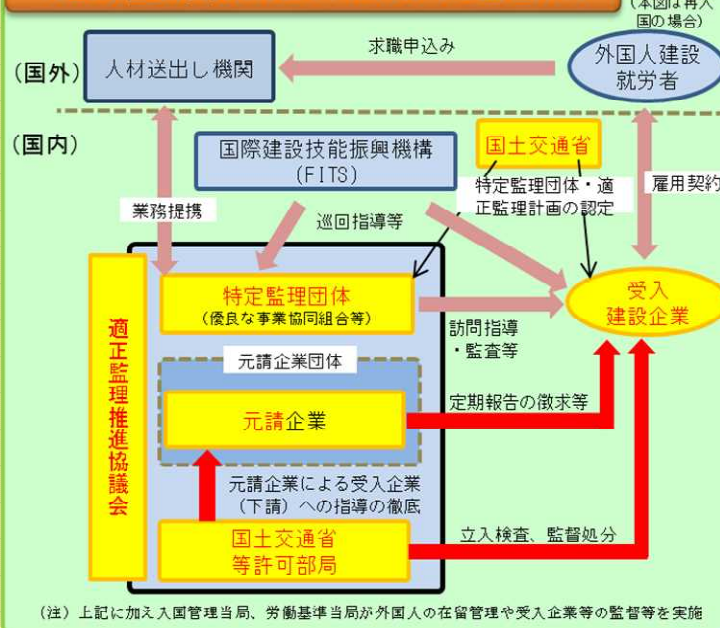 （本図は再入
国の場合）
（国外）
人材送出し機関
求職申込み
外国人建設
就労者
（国内）
国際建設技能振興機構
(FITS)
国土交通省
特定監理団体・適
正監理計画の認定
雇用契約
業務提携
巡回指導等
特定監理団体
（優良な事業協同組合等）
受入
建設企業
訪問指導
・監査等
適正監理推進協議会
元請企業団体
元請企業
定期報告の徴求等
元請企業による受入企業
（下請）への指導の徹底
国土交通省
等許可部局
立入検査、監督処分
（注）上記に加え入国管理当局、労働基準当局が外国人の在留管理や受入企業等の監督等を実施